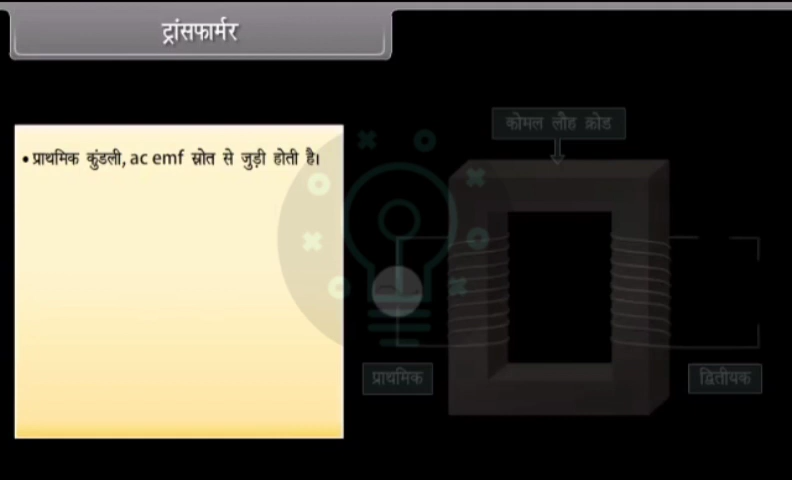 ट्रांसफार्मर
कोमल लौह क्रोड
• प्राथमिक कुंडली, ac emf स्रोत से जुड़ी होती है।
प्राथमिक
द्वितीयक